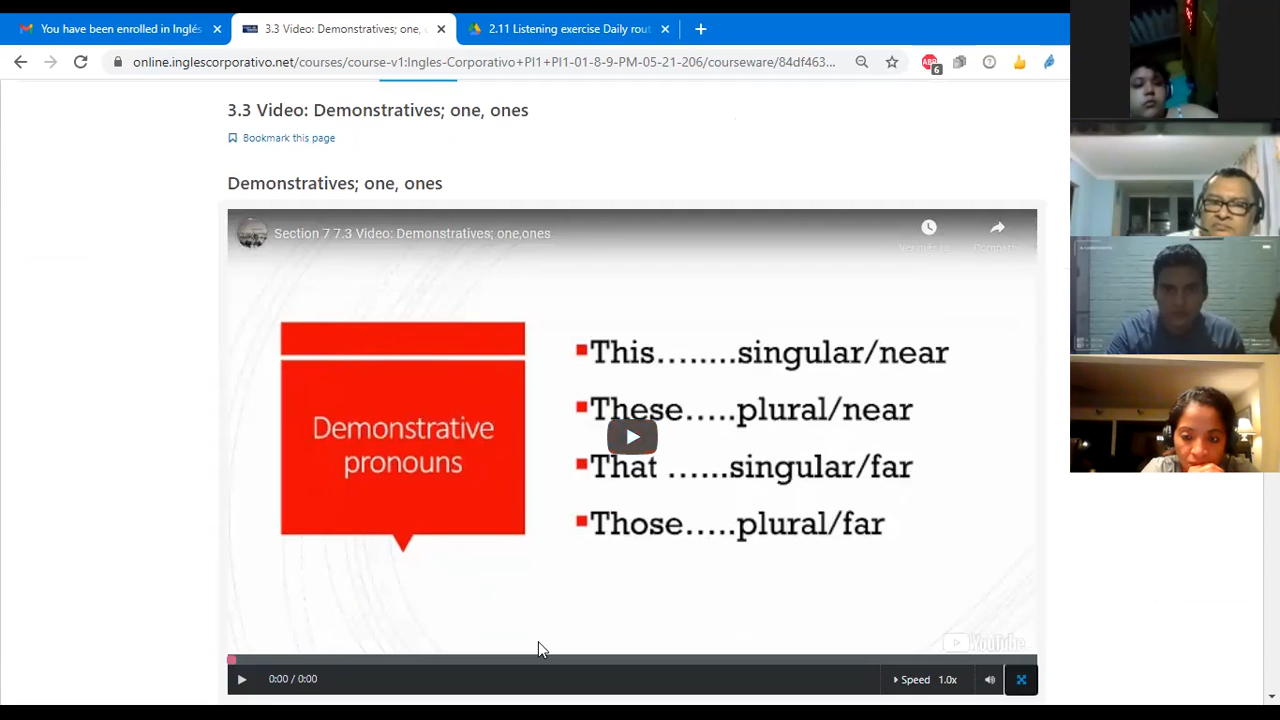 You have been enrolled in Inglés
3.3 Video: Demonstratives; one,
2.11 Listening exercise Daily rout
online.inglescorporativo.net/courses/course-v1:Ingles-Corporativo+PI1+PI1-01-8-9-PM-05-21-206/courseware/84df463...
ABP
6
3.3 Video: Demonstratives; one, ones
Bookmark this page
Demonstratives; one, ones
Section 7 7.3 Video: Demonstratives; one,ones
Demonstrative
pronouns
This........singular/near
These.....plural/near
That ......singular/far
Those.....plural/far
YouTube
0:00 / 0:00
Speed 1.0x